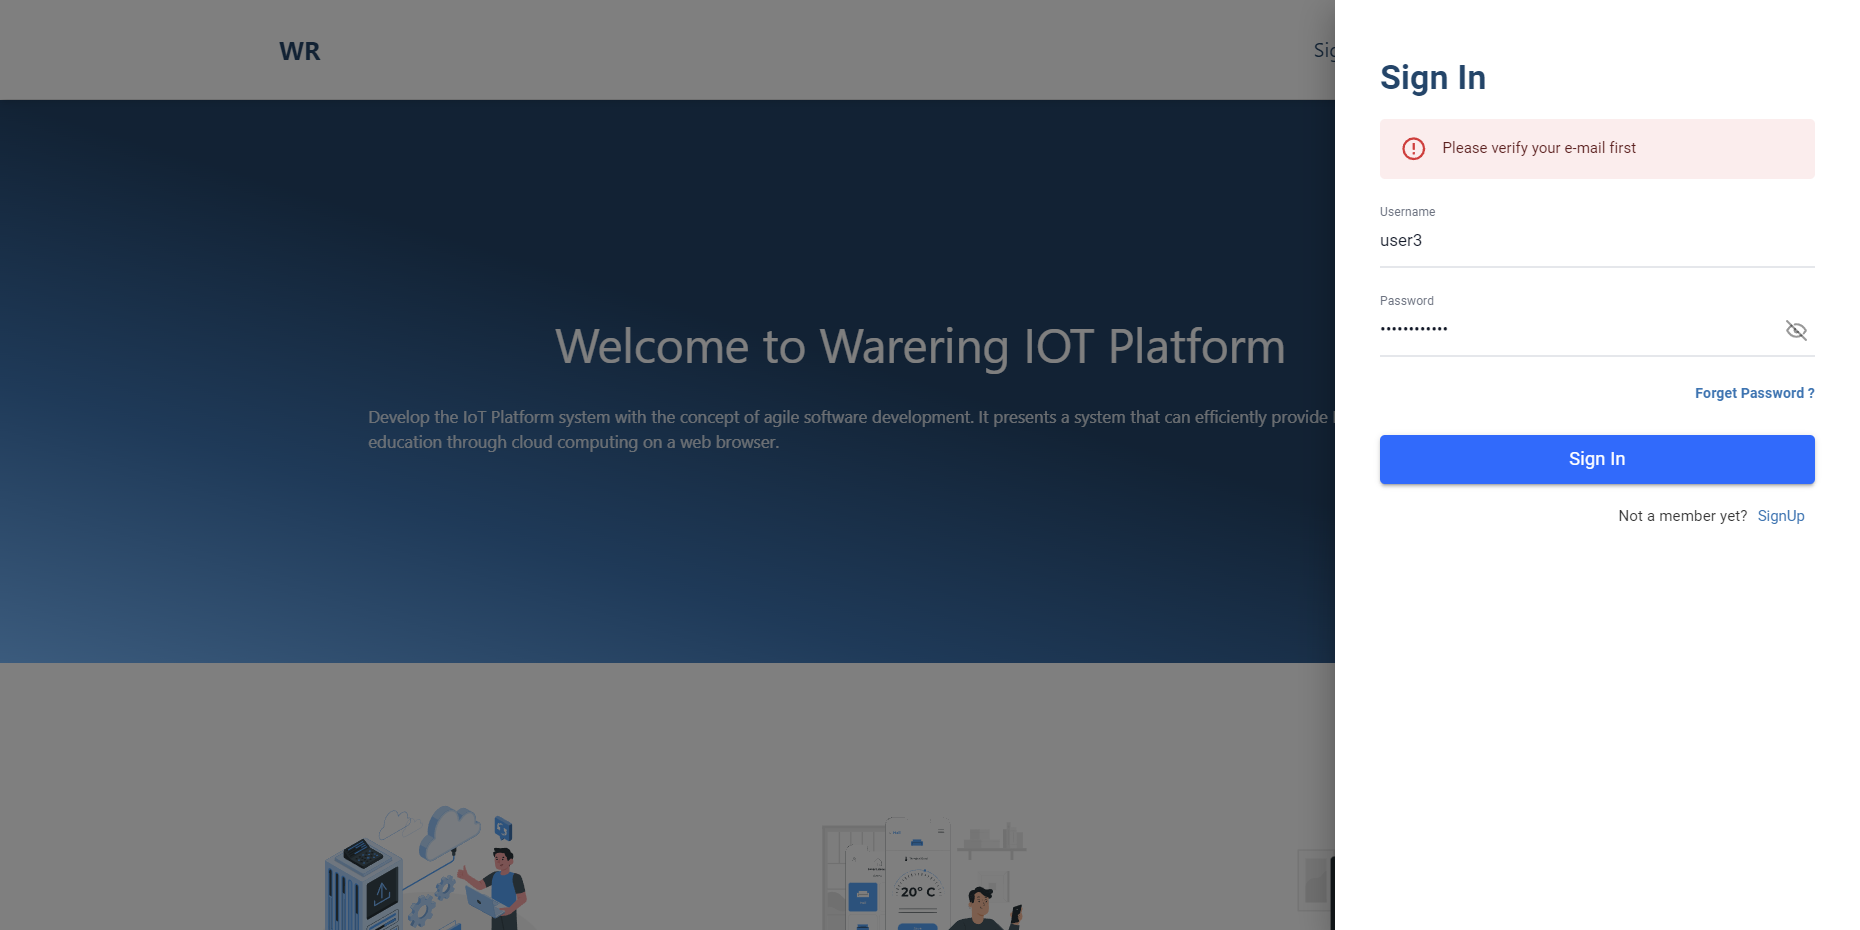 WR
Sig
Welcome to Warering IOT Platform
Develop the IoT Platform system with the concept of agile software development. It presents a system that can efficiently provide
education through cloud computing on a web browser.
20° C
Sign In
Please verify your e-mail first
Username
user3
Password
••••••••••••
Forget Password ?
Sign In
Not a member yet? SignUp